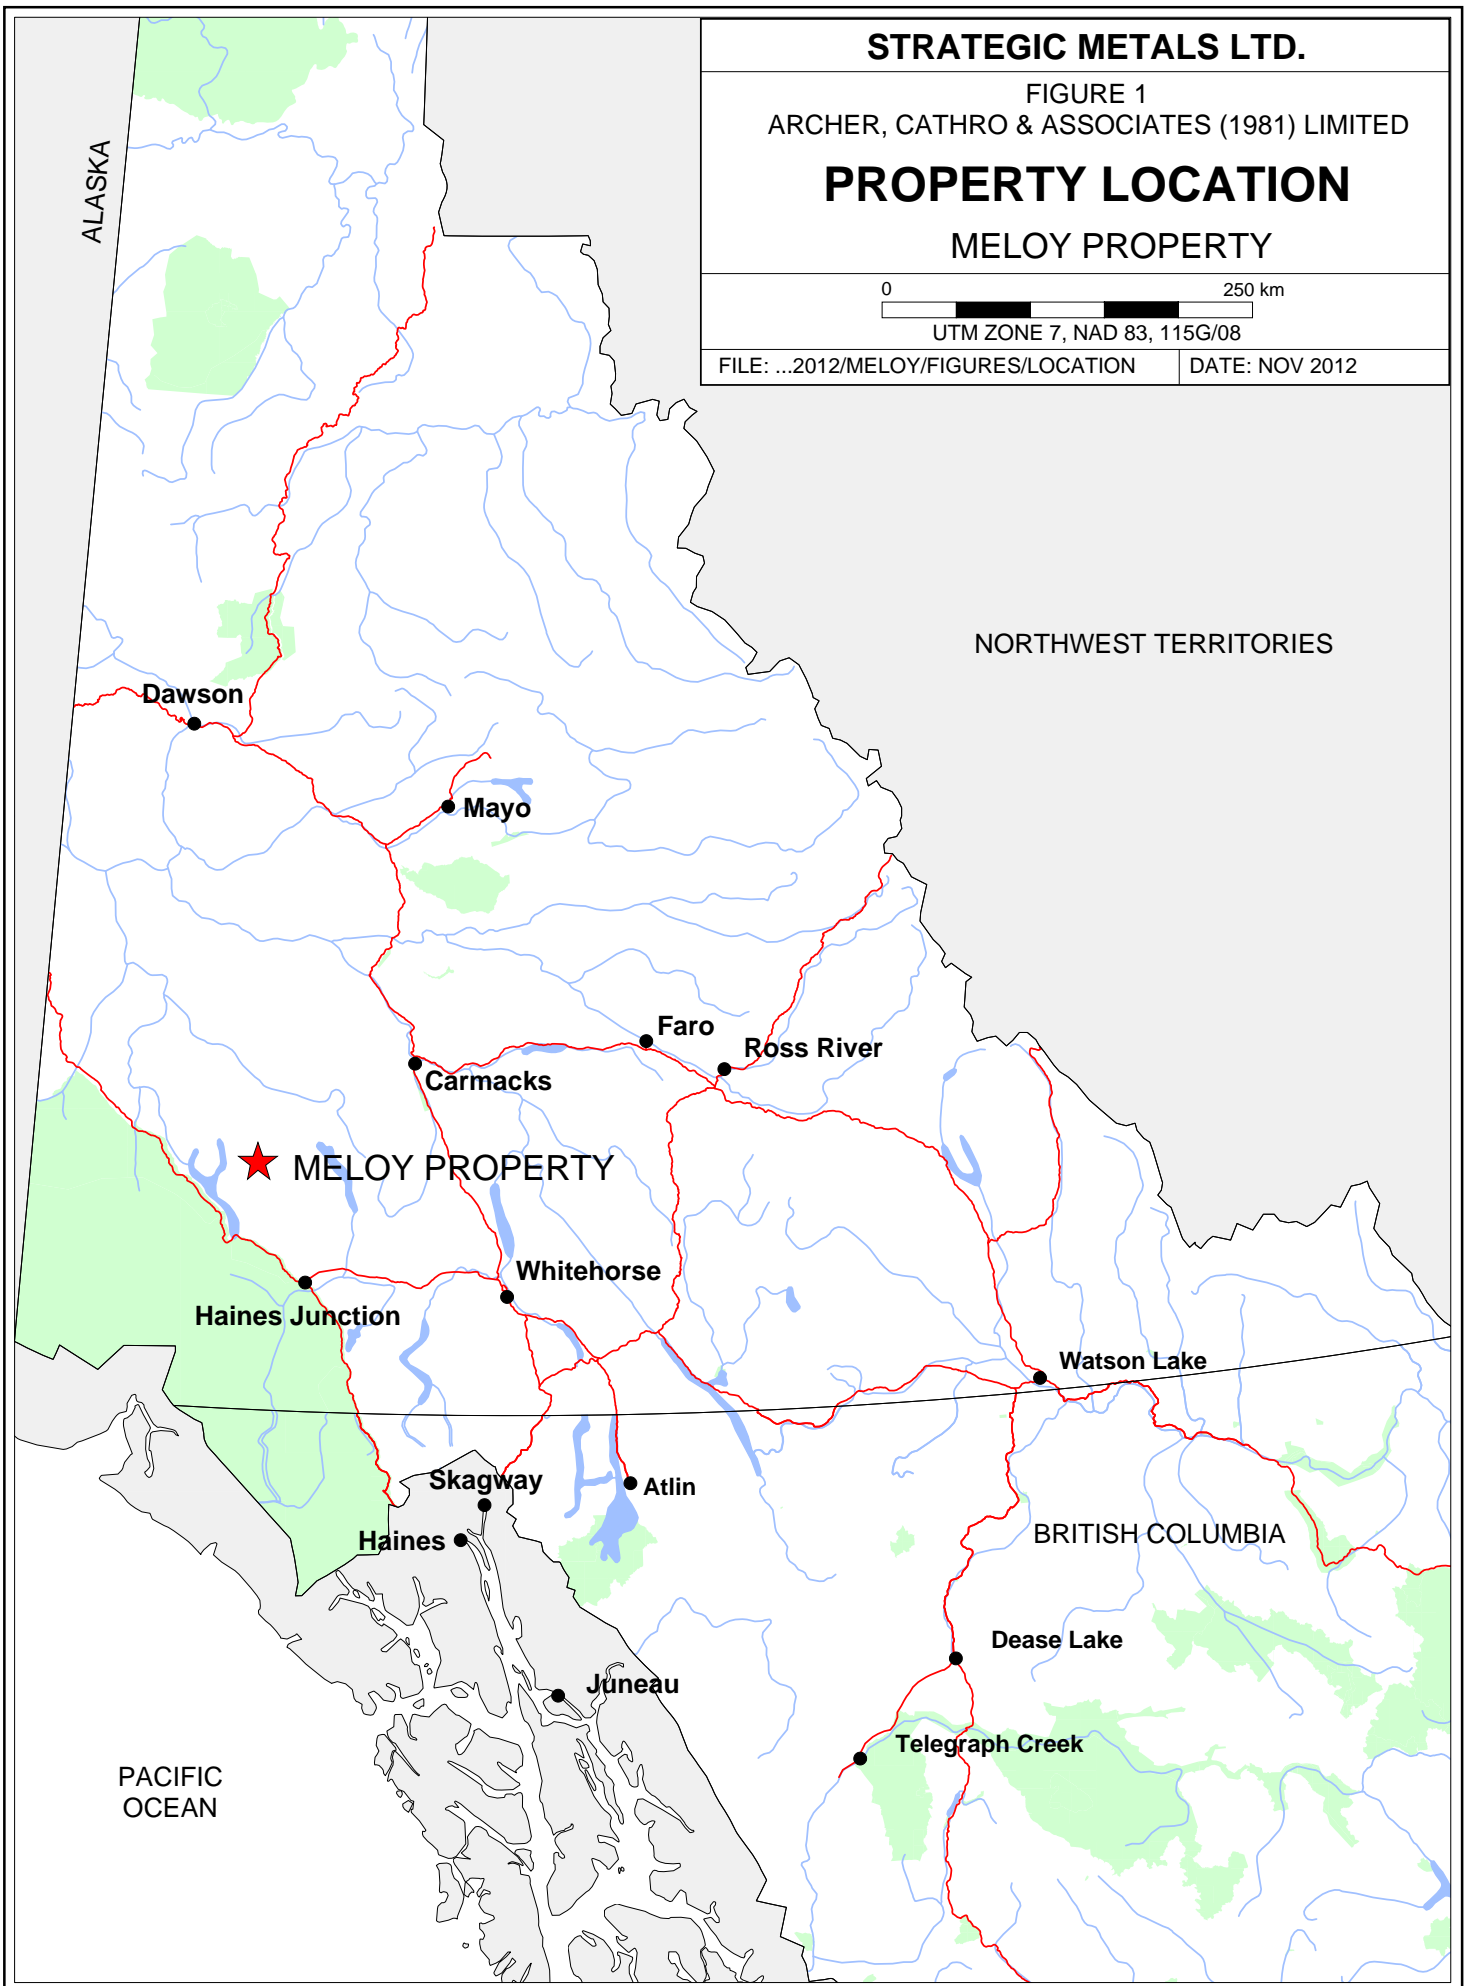 STRATEGIC METALS LTD.
FIGURE 1
ARCHER, CATHRO & ASSOCIATES (1981) LIMITED
PROPERTY LOCATION
MELOY PROPERTY
0 250 km
UTM ZONE 7, NAD 83, 115G/08
FILE: ...2012/MELOY/FIGURES/LOCATION DATE: NOV 2012
ALASKA
NORTHWEST TERRITORIES
Dawson
Mayo
Faro
Ross River
Carmacks
MELOY PROPERTY
Whitehorse
Haines Junction
Watson Lake
Skagway
Atlin
Haines
BRITISH COLUMBIA
Dease Lake
Juneau
Telegraph Creek
PACIFIC
OCEAN